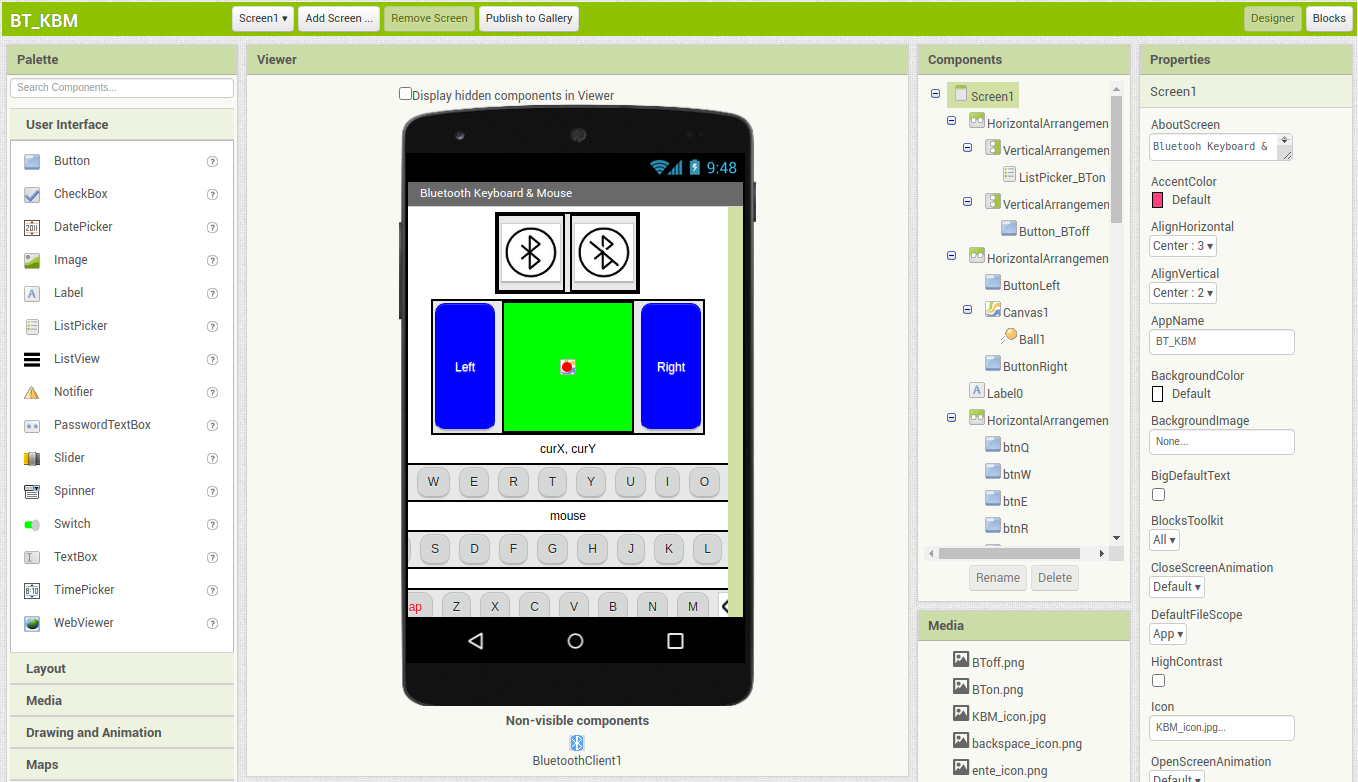 BT_KBM
Screen1 ▾
Add Screen ...
Remove Screen
Publish to Gallery
Designer
Blocks
Palette
Search Components...
User Interface
Button ?
CheckBox ?
DatePicker ?
Image ?
Label ?
ListPicker ?
ListView ?
Notifier ?
PasswordTextBox ?
Slider ?
Spinner ?
Switch ?
TextBox ?
TimePicker ?
WebViewer ?
Layout
Media
Drawing and Animation
Maps
Viewer
Display hidden components in Viewer
9:48
Bluetooth Keyboard & Mouse
Left
Right
curX, curY
W E R T Y U I O
mouse
S D F G H J K L
ap Z X C V B N M
Non-visible components
BluetoothClient1
Components
Screen1
HorizontalArrangemen
VerticalArrangemen
ListPicker_BTon
VerticalArrangemen
Button_BToff
HorizontalArrangemen
ButtonLeft
Canvas1
Ball1
ButtonRight
Label0
HorizontalArrangemen
btnQ
btnW
btnE
btnR
Rename
Delete
Media
BToff.png
BTon.png
KBM_icon.jpg
backspace_icon.png
ente_icon.png
Properties
Screen1
AboutScreen
Bluetooh Keyboard &
AccentColor
Default
AlignHorizontal
Center : 3 ▾
AlignVertical
Center : 2 ▾
AppName
BT_KBM
BackgroundColor
Default
BackgroundImage
None...
BigDefaultText
BlocksToolkit
All ▾
CloseScreenAnimation
Default ▾
DefaultFileScope
App ▾
HighContrast
Icon
KBM_icon.jpg...
OpenScreenAnimation
Default ▾